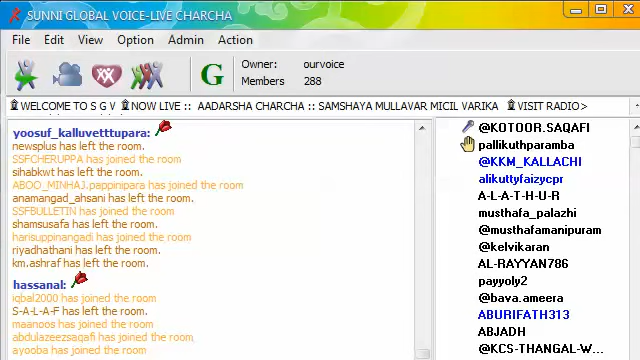 SUNNI GLOBAL VOICE-LIVE CHARCHA
File Edit View Option Admin Action
G
Owner: ourvoice
Members 288
WELCOME TO S G V NOW LIVE :: AADARSHA CHARCHA :: SAMSHAYA MULLAVAR MICIL VARIKA VISIT RADIO>
yoosuf_kalluvetttupara:
newsplus has left the room.
SSFCHERUPPA has joined the room
sihabkwt has left the room.
ABOO_MINHAJ.pappinipara has joined the room
anamangad_ahsani has left the room.
SSFBULLETIN has joined the room
shamsusafa has left the room.
harisuppinangadi has joined the room
riyadhathani has left the room.
km.ashraf has left the room.
hassanal:
iqbal2000 has joined the room
S-A-L-A-F has left the room.
maanoos has joined the room
abdulazeezsaqafi has joined the room
ayooba has joined the room
@KOTOOR.SAQAFI
pallikuthparamba
@KKM_KALLACHI
alikuttyfaizycpr
A-L-A-T-H-U-R
musthafa_palazhi
@musthafamanipuram
@kelvikaran
AL-RAYYAN786
payyoly2
@bava.ameera
ABURIFATH313
ABJADH
@KCS-THANGAL-W...